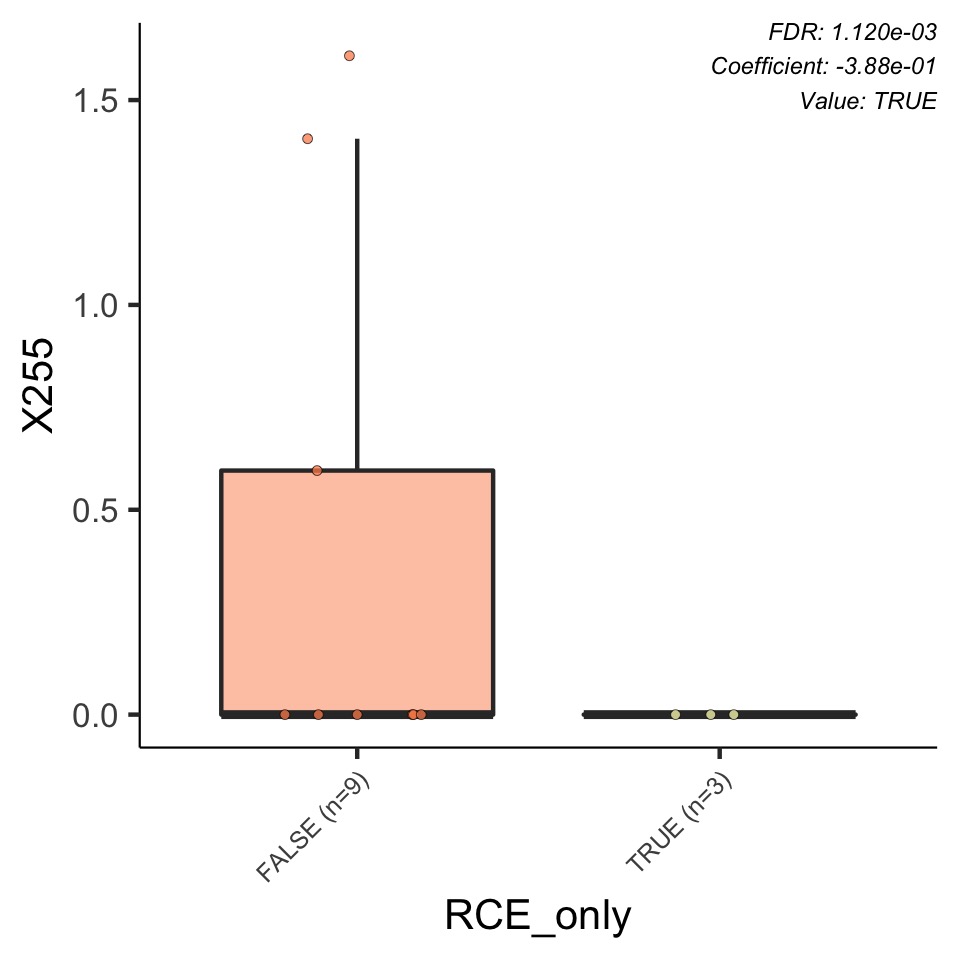 FDR: 1.120e-03
Coefficient: -3.88e-01
Value: TRUE
1.5
1.0
0.5
0.0
X255
FALSE (n=9)
TRUE (n=3)
RCE_only